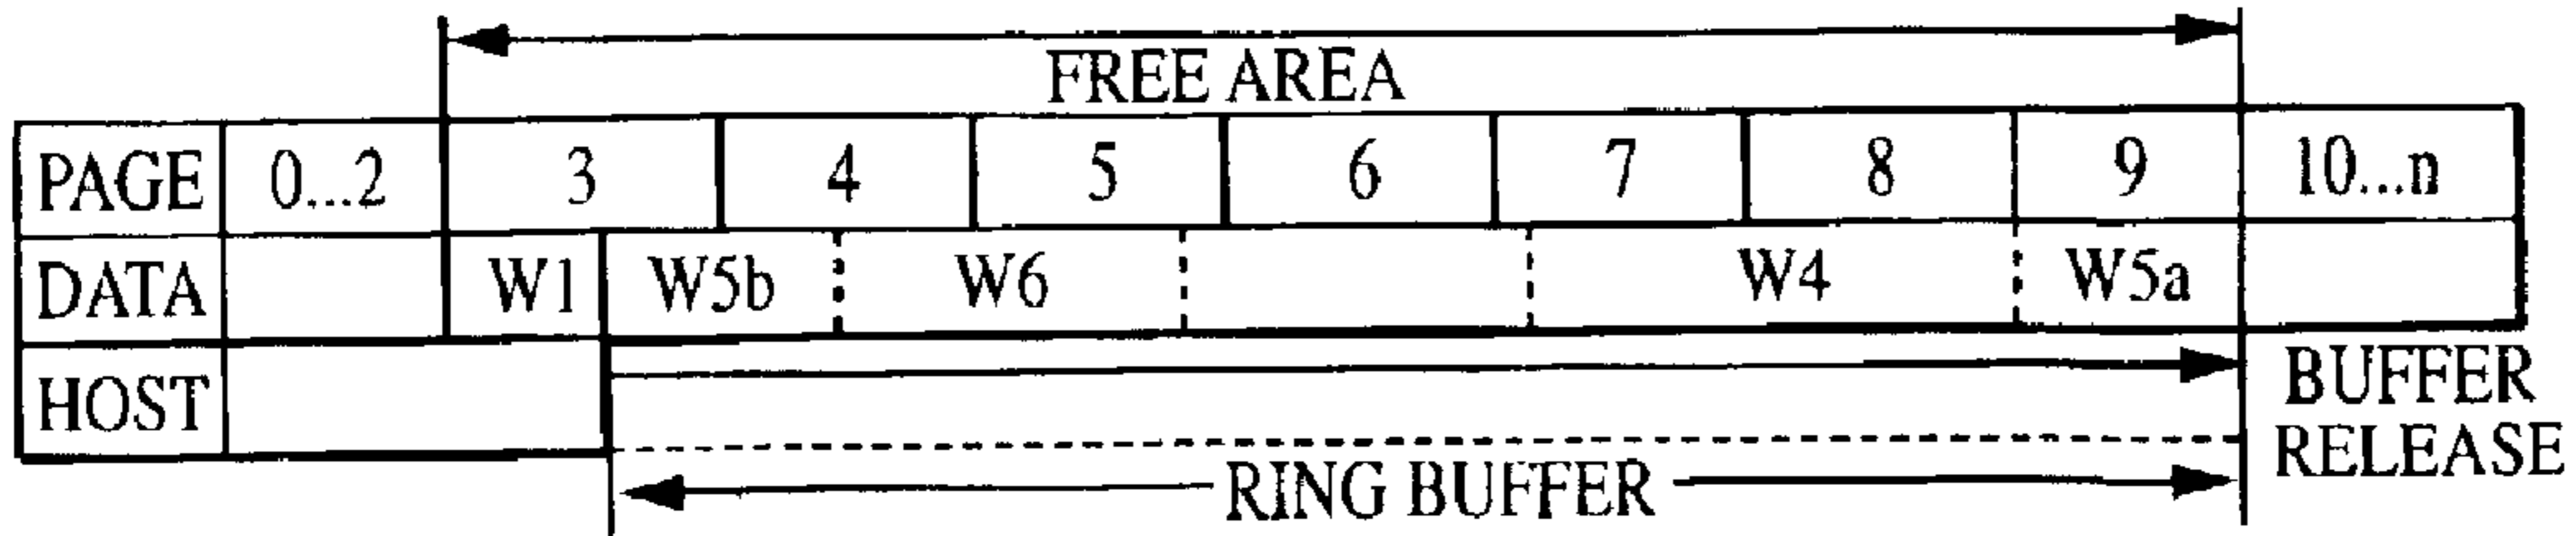 FREE AREA
PAGE 0...2 3 4 5 6 7 8 9 10...n
DATA W1 W5b W6 W4 W5a
HOST BUFFER
RELEASE
RING BUFFER